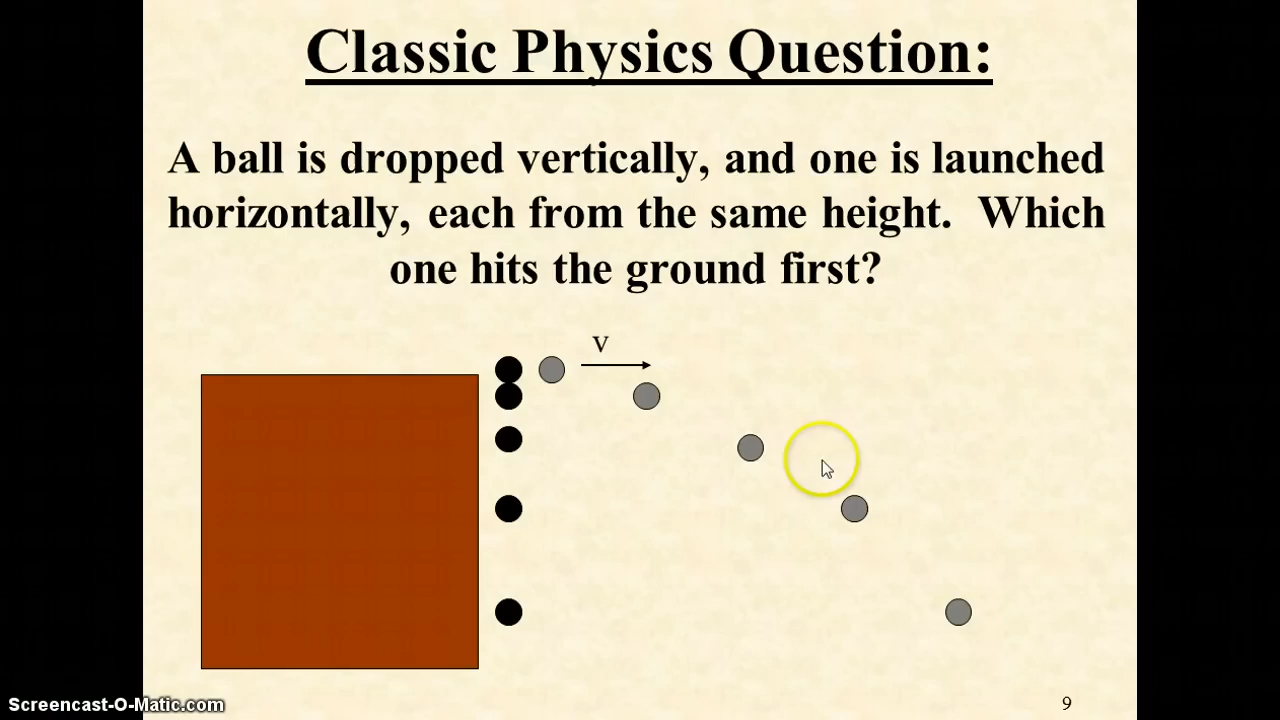 Classic Physics Question:
A ball is dropped vertically, and one is launched
horizontally, each from the same height.  Which
one hits the ground first?
v
Screencast-O-Matic.com
9